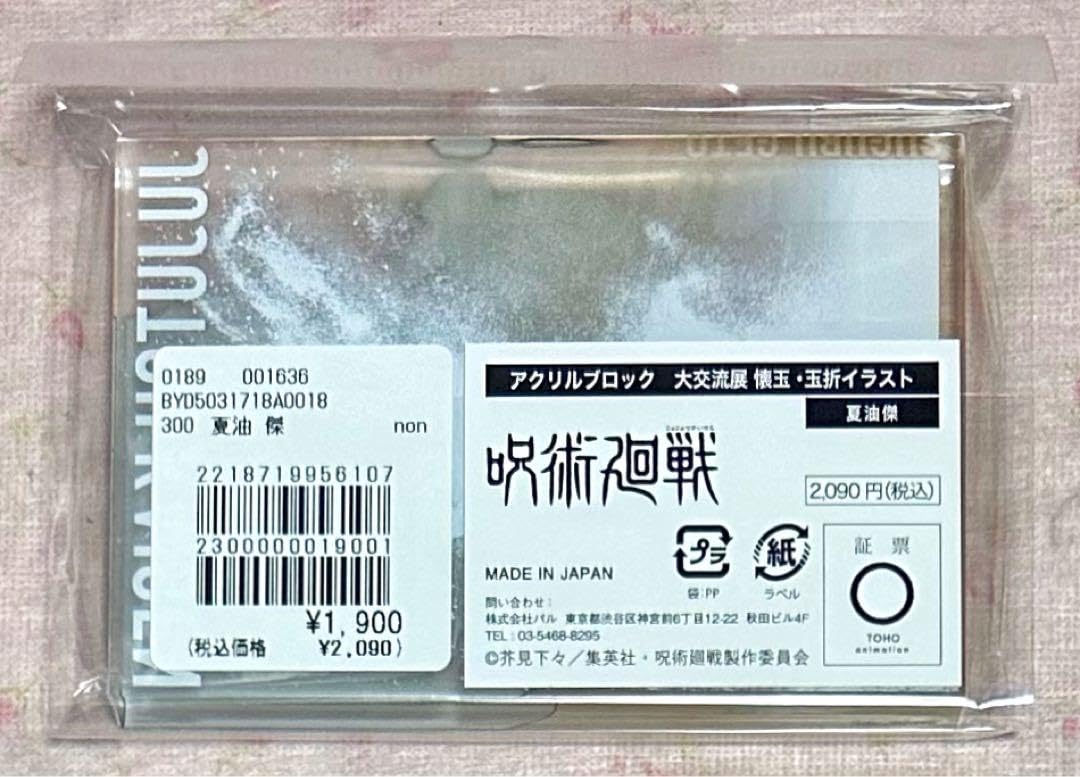 SUGURU GETO
0189 001636
BYD5031718A0018
300 夏油 傑 non
2218719956107
2300000019001
¥1,900
(税込価格 ¥2,090)
アクリルブロック 大交流展 懐玉・玉折イラスト
夏油傑
呪術廻戦
2,090円(税込)
プラ
袋:PP
紙
ラベル
証 票
TOHO
animation
MADE IN JAPAN
問い合わせ:
株式会社パル 東京都渋谷区神宮前6丁目12-22 秋田ビル4F
TEL:03-5468-8295
©芥見下々/集英社・呪術廻戦製作委員会